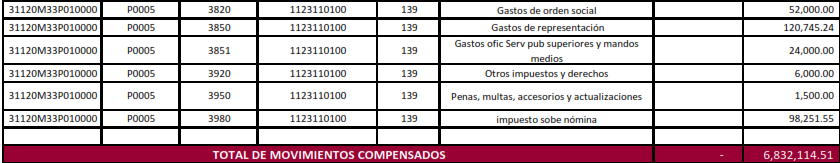 31120M33P010000 P0005 3820 1123110100 139 Gastos de orden social 52,000.00
31120M33P010000 P0005 3850 1123110100 139 Gastos de representación 120,745.24
31120M33P010000 P0005 3851 1123110100 139 Gastos ofic Serv pub superiores y mandos medios 24,000.00
31120M33P010000 P0005 3920 1123110100 139 Otros impuestos y derechos 6,000.00
31120M33P010000 P0005 3950 1123110100 139 Penas, multas, accesorios y actualizaciones 1,500.00
31120M33P010000 P0005 3980 1123110100 139 impuesto sobe nómina 98,251.55
TOTAL DE MOVIMIENTOS COMPENSADOS - 6,832,114.51